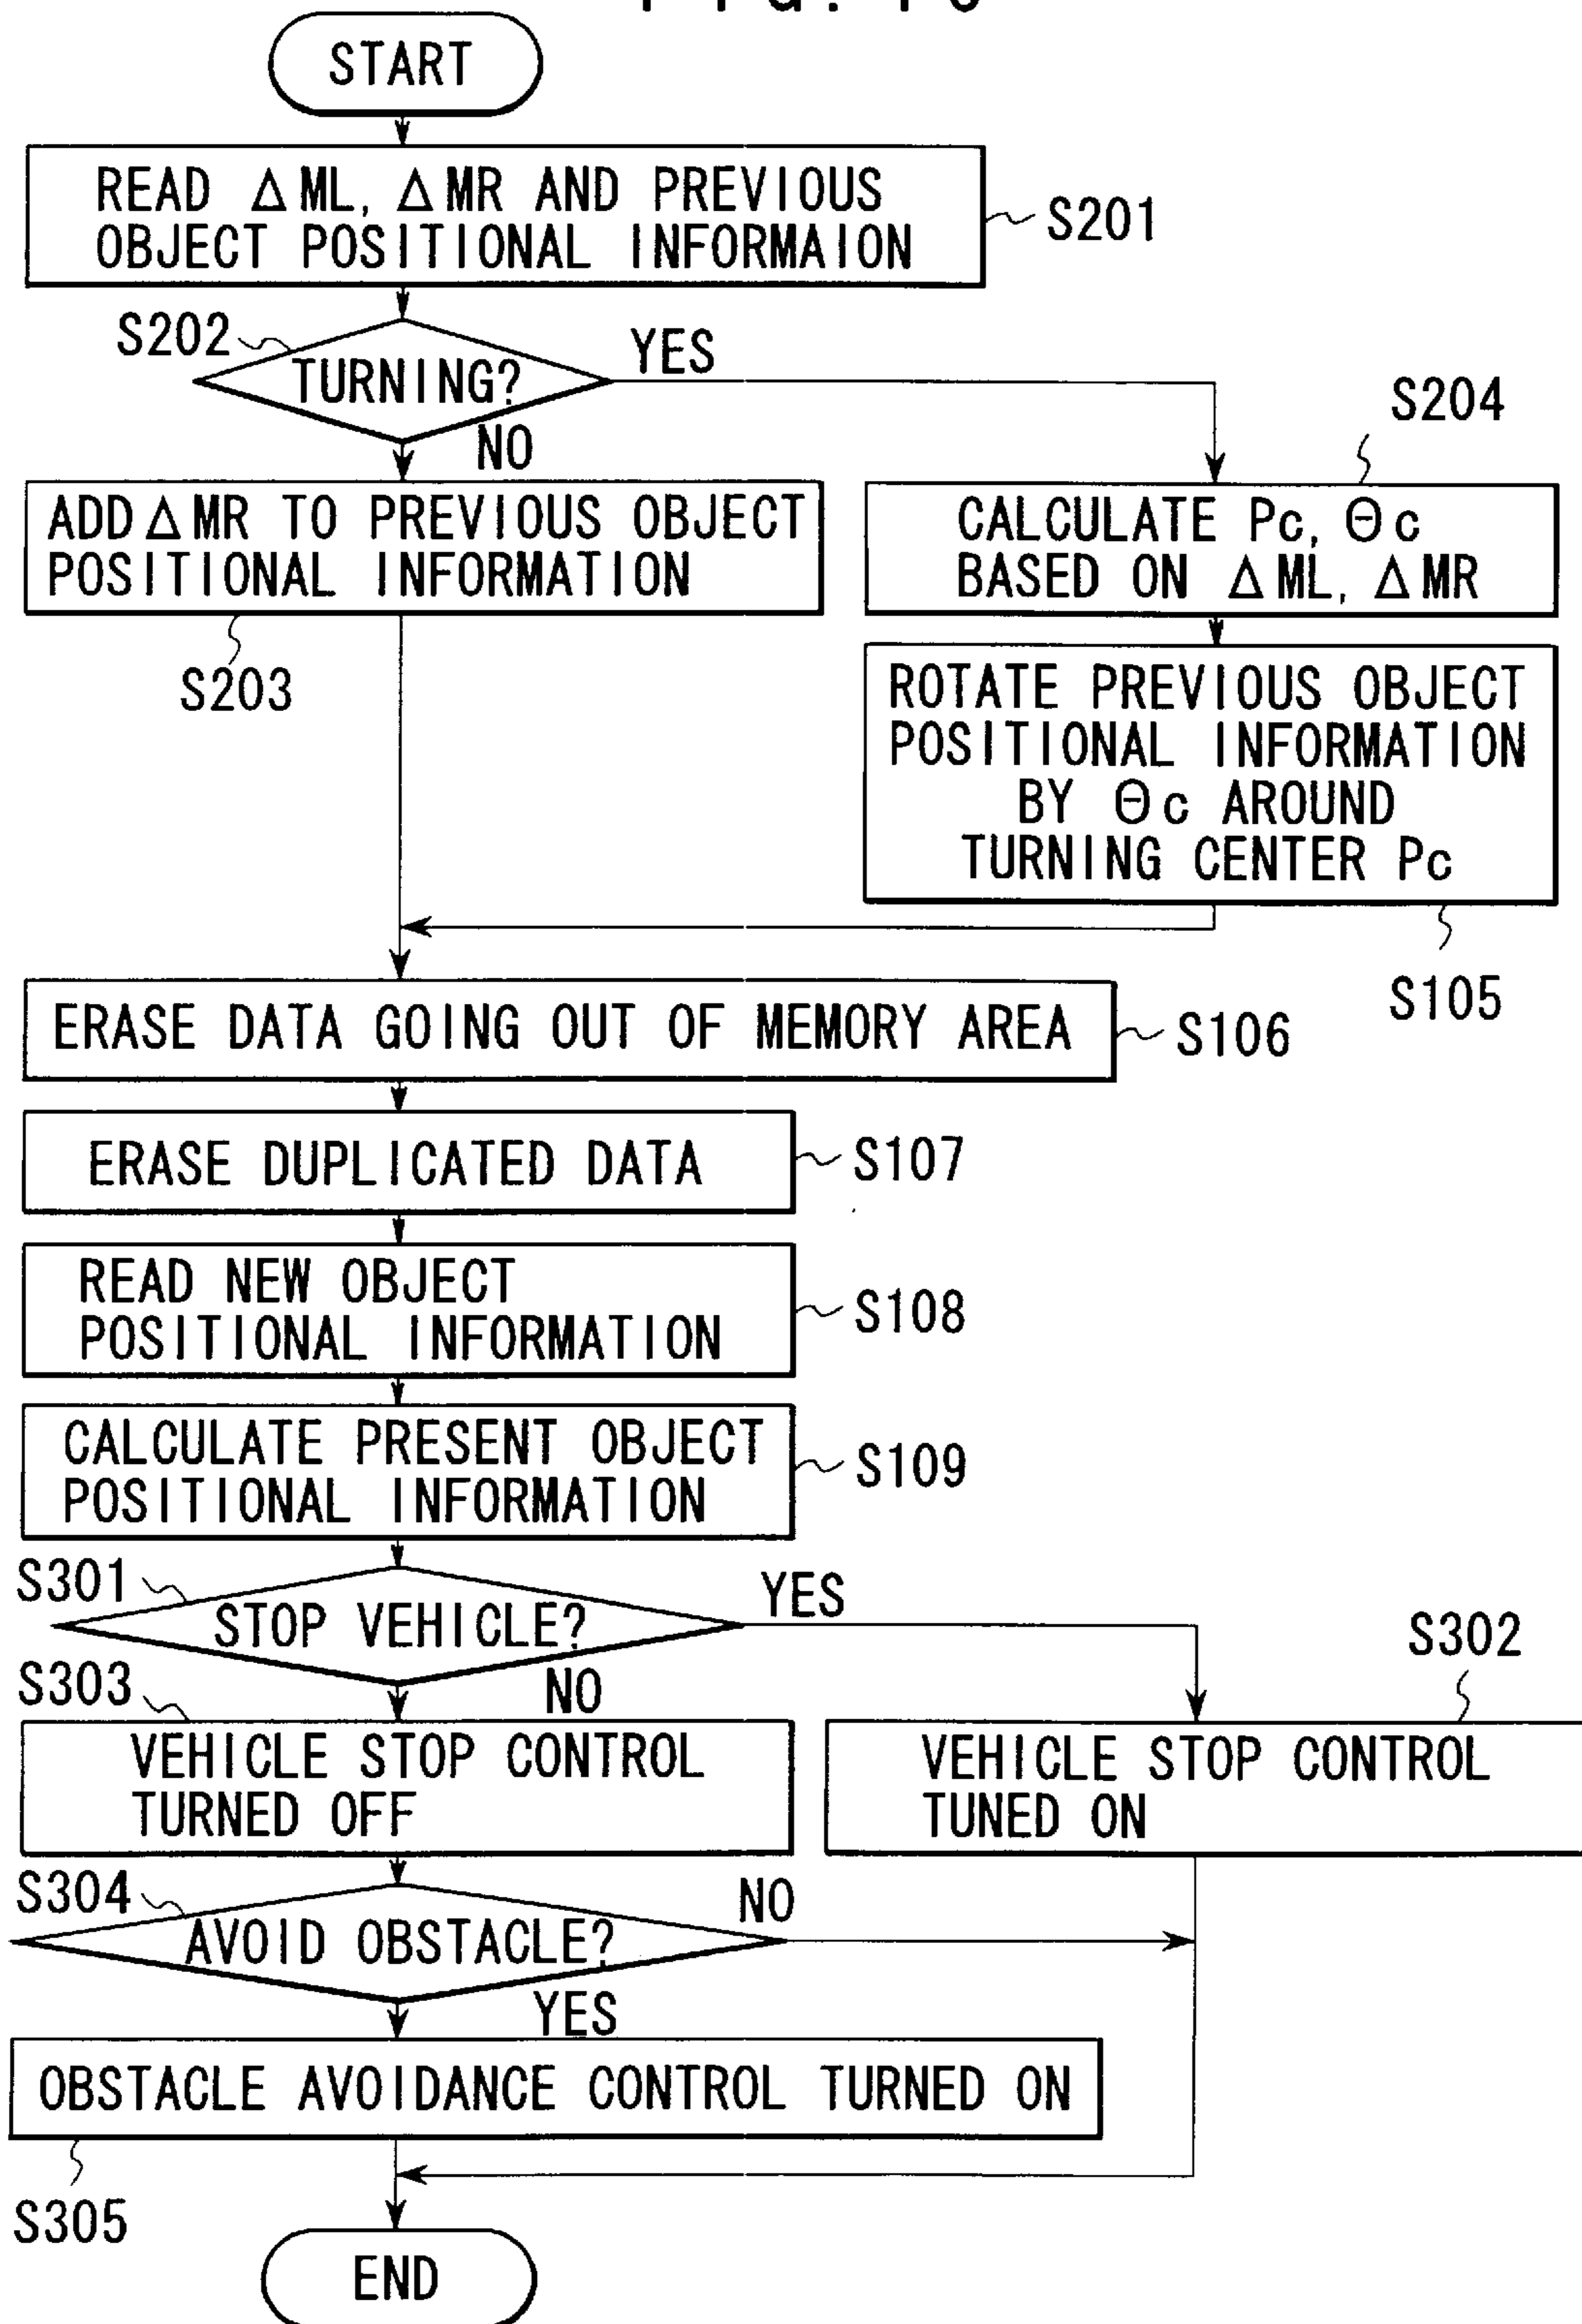 START
READ ΔML, ΔMR AND PREVIOUS
OBJECT POSITIONAL INFORMAION
S201
S202
TURNING?
YES
NO
S204
ADD ΔMR TO PREVIOUS OBJECT
POSITIONAL INFORMATION
S203
CALCULATE Pc, Θc
BASED ON ΔML, ΔMR
ROTATE PREVIOUS OBJECT
POSITIONAL INFORMATION
BY Θc AROUND
TURNING CENTER Pc
S105
ERASE DATA GOING OUT OF MEMORY AREA
S106
ERASE DUPLICATED DATA
S107
READ NEW OBJECT
POSITIONAL INFORMATION
S108
CALCULATE PRESENT OBJECT
POSITIONAL INFORMATION
S109
S301
STOP VEHICLE?
YES
NO
S302
S303
VEHICLE STOP CONTROL
TURNED OFF
VEHICLE STOP CONTROL
TUNED ON
S304
AVOID OBSTACLE?
NO
YES
OBSTACLE AVOIDANCE CONTROL TURNED ON
S305
END